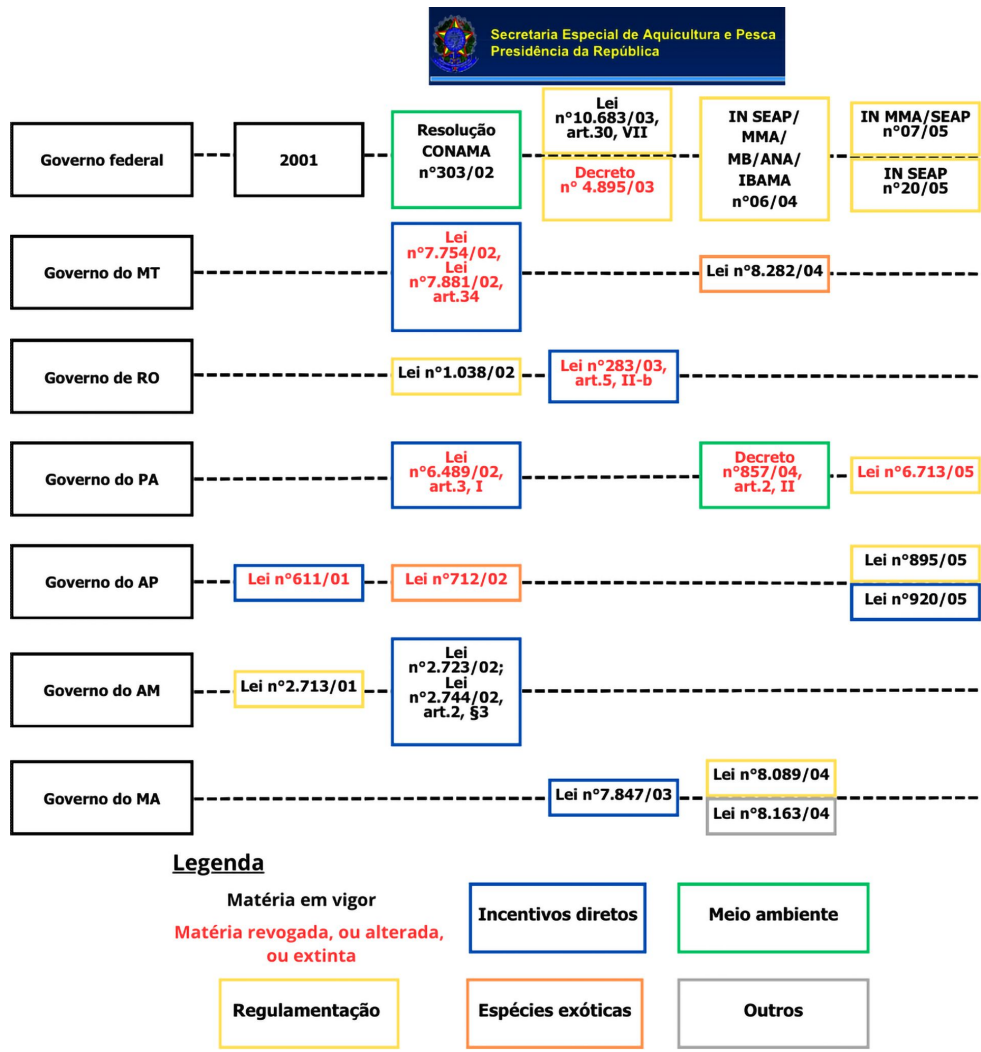 Secretaria Especial de Aquicultura e Pesca
Presidência da República
Governo federal
2001
Resolução
CONAMA
n°303/02
Lei
n°10.683/03,
art.30, VII
Decreto
n° 4.895/03
IN SEAP/
MMA/
MB/ANA/
IBAMA
n°06/04
IN MMA/SEAP
n°07/05
IN SEAP
n°20/05
Governo do MT
Lei
n°7.754/02,
Lei
n°7.881/02,
art.34
Lei n°8.282/04
Governo de RO
Lei n°1.038/02
Lei n°283/03,
art.5, II-b
Governo do PA
Lei
n°6.489/02,
art.3, I
Decreto
n°857/04,
art.2, II
Lei n°6.713/05
Governo do AP
Lei n°611/01
Lei n°712/02
Lei n°895/05
Lei n°920/05
Governo do AM
Lei n°2.713/01
Lei
n°2.723/02;
Lei
n°2.744/02,
art.2, §3
Governo do MA
Lei n°7.847/03
Lei n°8.089/04
Lei n°8.163/04
Legenda
Matéria em vigor
Matéria revogada, ou alterada,
ou extinta
Incentivos diretos
Meio ambiente
Regulamentação
Espécies exóticas
Outros